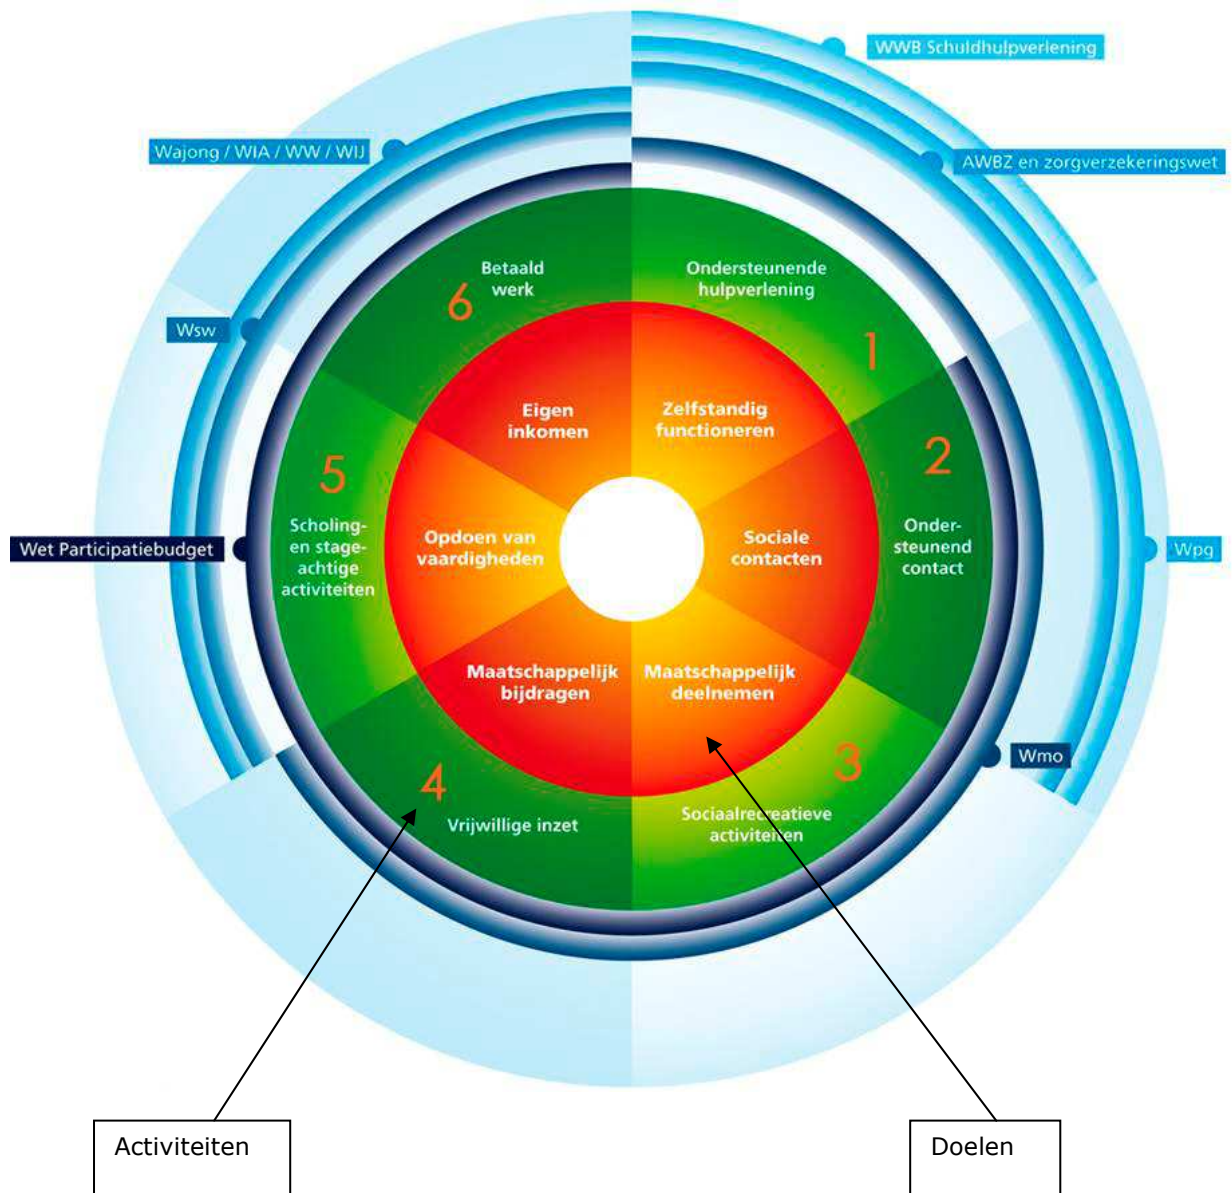 WWB Schuldhulpverlening
Wajong / WIA / WW / WIJ
AWBZ en zorgverzekeringswet
Betaald
werk
6
Ondersteunende
hulpverlening
1
Wsw
Eigen
inkomen
Zelfstandig
functioneren
5
Scholing-
en stage-
achtige
activiteiten
2
Onder-
steunend
contact
Wet Participatiebudget
Opdoen van
vaardigheden
Sociale
contacten
Wpg
Maatschappelijk
bijdragen
Maatschappelijk
deelnemen
Wmo
4
Vrijwillige inzet
3
Sociaalrecreatieve
activiteiten
Activiteiten
Doelen